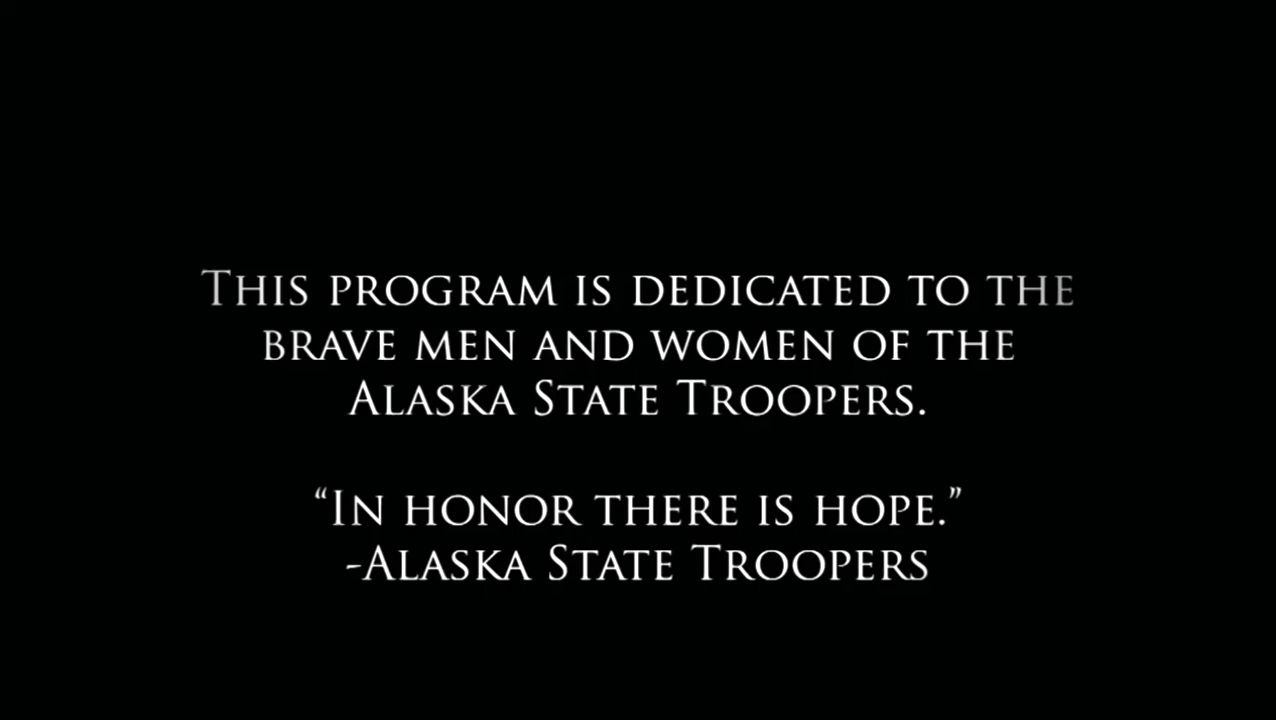 This program is dedicated to the
brave men and women of the
Alaska State Troopers.
“In honor there is hope.”
-Alaska State Troopers